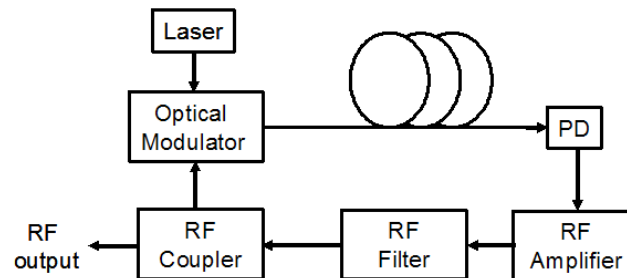 Laser
Optical
Modulator
PD
RF
output
RF
Coupler
RF
Filter
RF
Amplifier